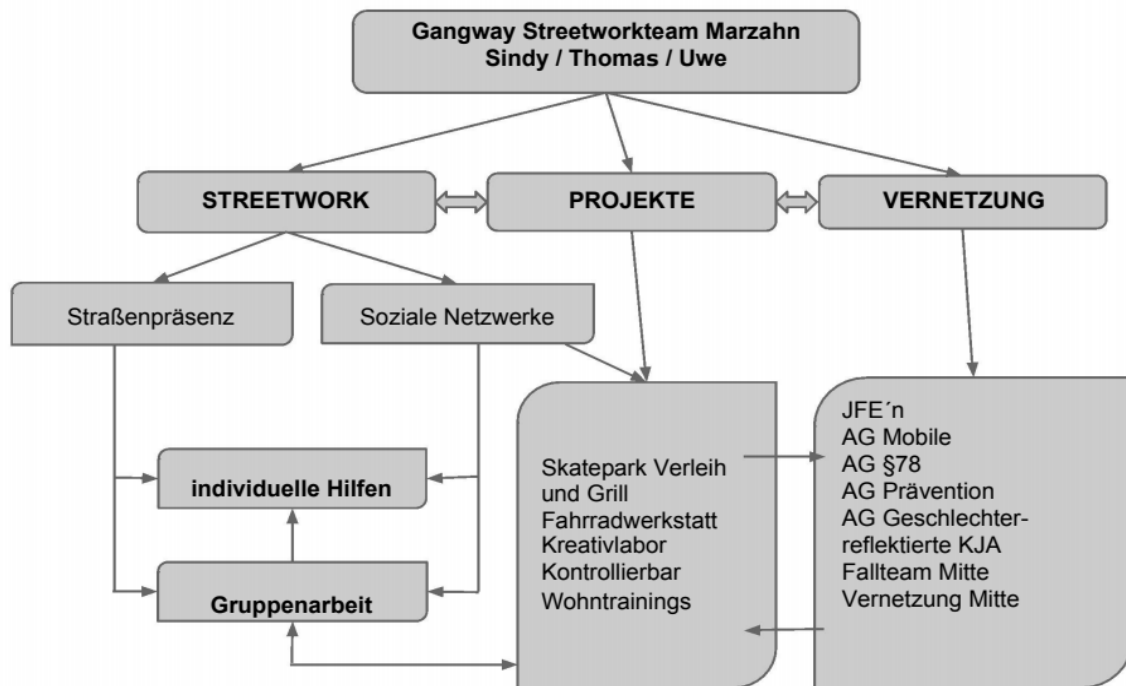 Gangway Streetworkteam Marzahn
Sindy / Thomas / Uwe
STREETWORK
PROJEKTE
VERNETZUNG
Straßenpräsenz
Soziale Netzwerke
individuelle Hilfen
Gruppenarbeit
Skatepark Verleih
und Grill
Fahrradwerkstatt
Kreativlabor
Kontrollierbar
Wohntrainings
JFE´n
AG Mobile
AG §78
AG Prävention
AG Geschlechter-
reflektierte KJA
Fallteam Mitte
Vernetzung Mitte